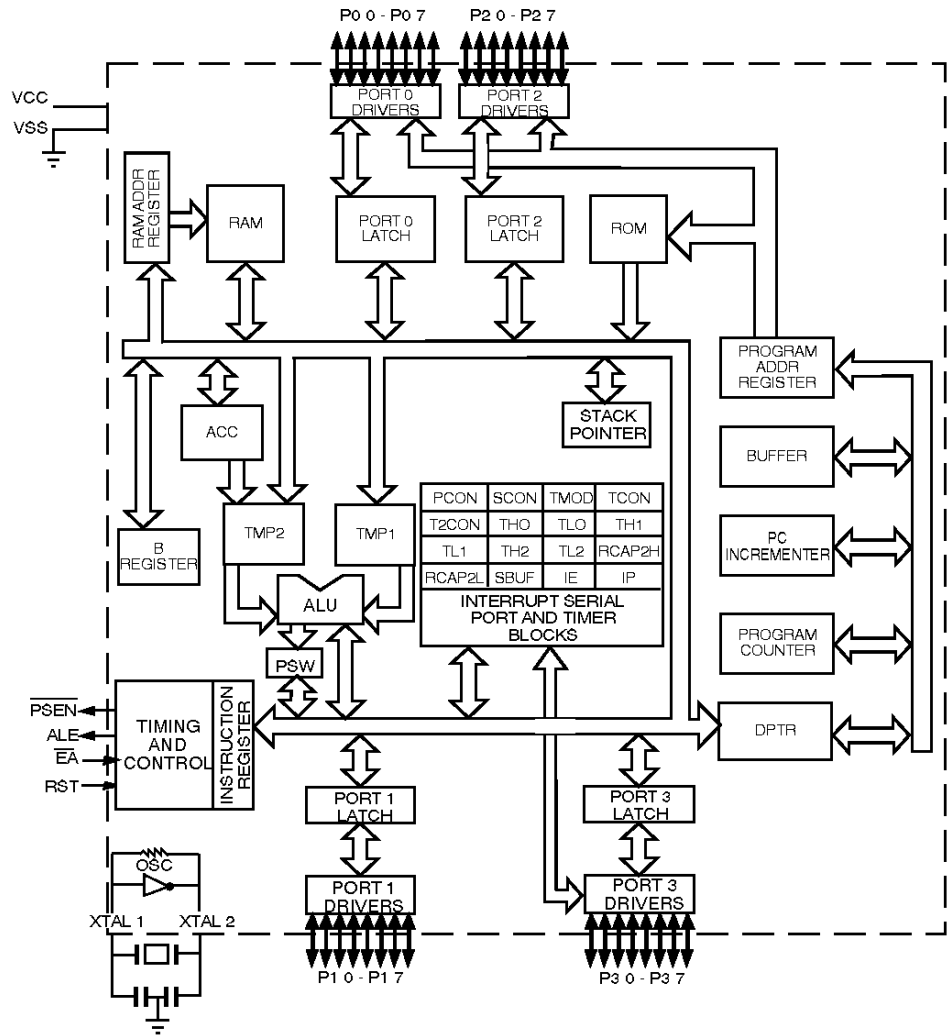 P0 0 - P0 7
P2 0 - P2 7
VCC
VSS
PORT 0
DRIVERS
PORT 2
DRIVERS
RAM ADDR
REGISTER
RAM
PORT 0
LATCH
PORT 2
LATCH
ROM
PROGRAM
ADDR
REGISTER
ACC
STACK
POINTER
BUFFER
B
REGISTER
TMP2
TMP1
PCON SCON TMOD TCON
T2CON THO TLO TH1
TL1 TH2 TL2 RCAP2H
RCAP2L SBUF IE IP
INTERRUPT SERIAL
PORT AND TIMER
BLOCKS
PC
INCREMENTER
ALU
PSW
PROGRAM
COUNTER
PSEN
ALE
EA
RST
TIMING
AND
CONTROL
INSTRUCTION
REGISTER
DPTR
PORT 1
LATCH
PORT 3
LATCH
OSC
XTAL 1
XTAL 2
PORT 1
DRIVERS
PORT 3
DRIVERS
P1 0 - P1 7
P3 0 - P3 7